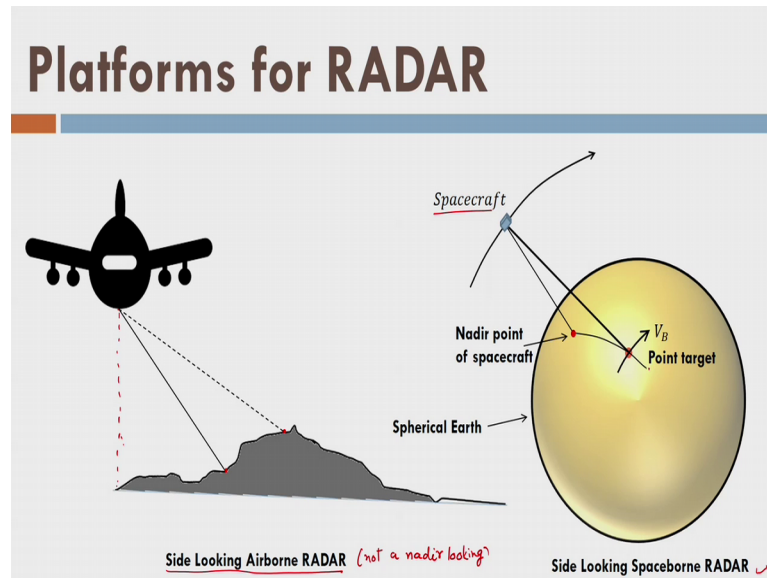 Platforms for RADAR
Spacecraft
Nadir point
of spacecraft
V_B
Point target
Spherical Earth
Side Looking Airborne RADAR (not a nadir looking)
Side Looking Spaceborne RADAR